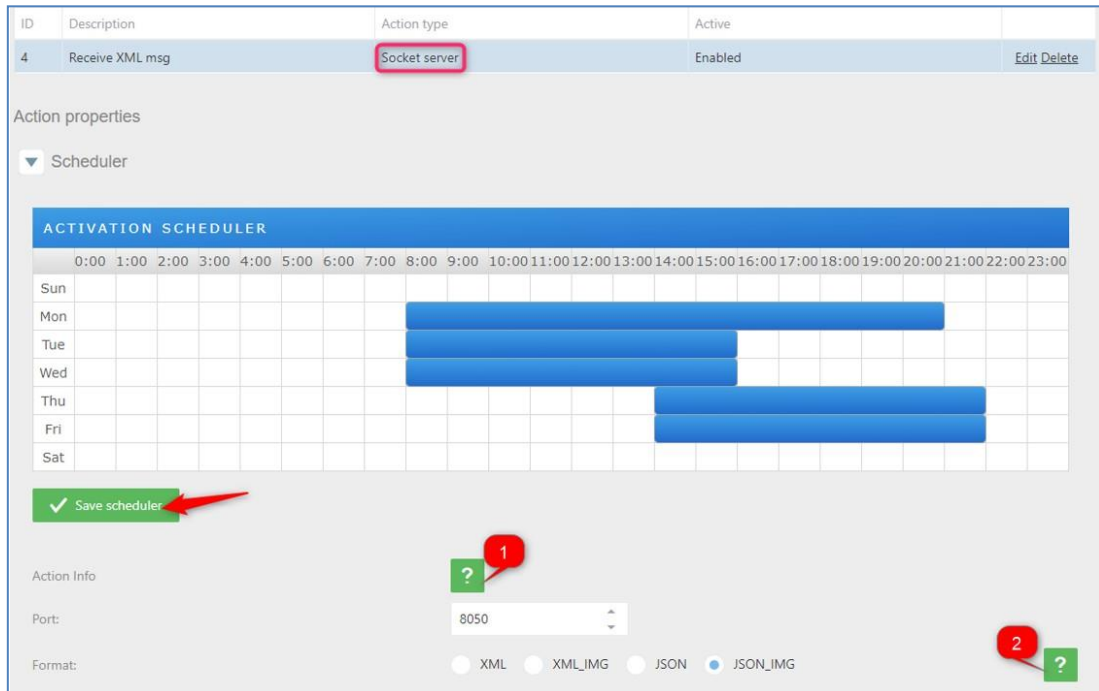 ID Description Action type Active
4 Receive XML msg Socket server Enabled Edit Delete
Action properties
Scheduler
ACTIVATION SCHEDULER
0:00 1:00 2:00 3:00 4:00 5:00 6:00 7:00 8:00 9:00 10:00 11:00 12:00 13:00 14:00 15:00 16:00 17:00 18:00 19:00 20:00 21:00 22:00 23:00
Sun
Mon
Tue
Wed
Thu
Fri
Sat
Save scheduler
1
Action Info ?
Port: 8050
2
Format: XML XML_IMG JSON JSON_IMG ?